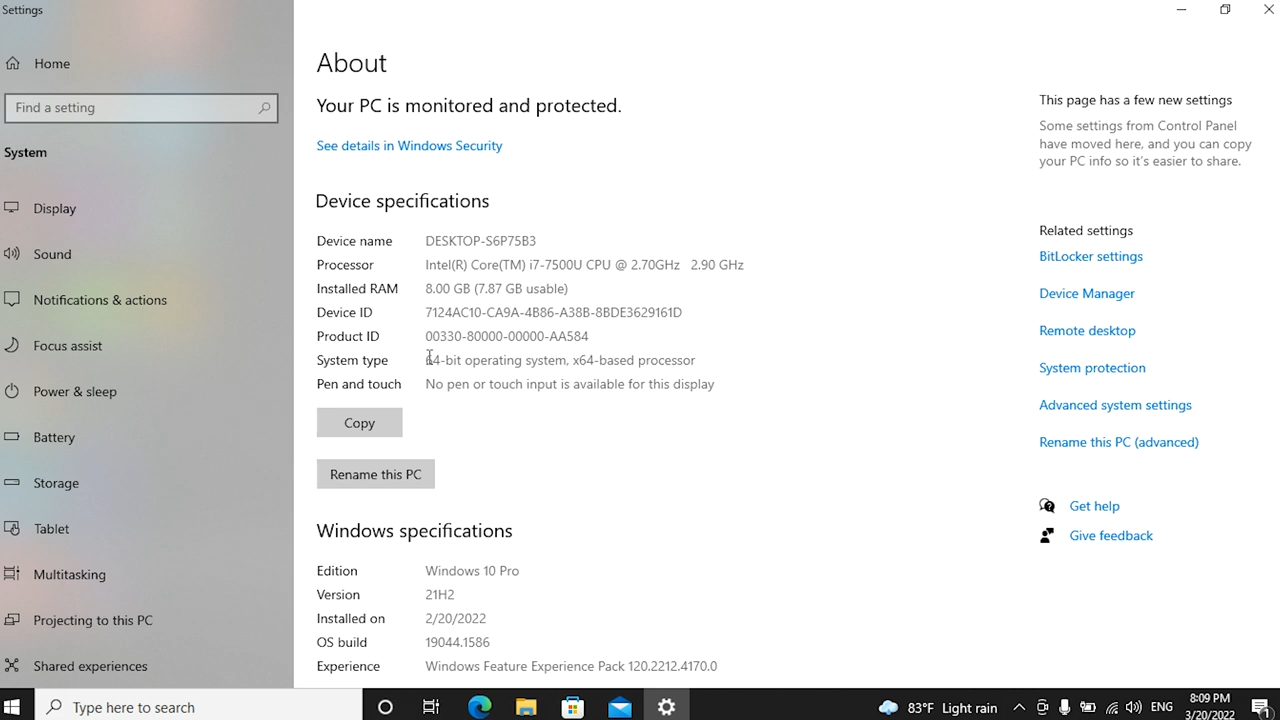 Settings
Home
Find a setting
System
Display
Sound
Notifications & actions
Focus assist
Power & sleep
Battery
Storage
Tablet
Multitasking
Projecting to this PC
Shared experiences
About
Your PC is monitored and protected.
See details in Windows Security
Device specifications
Device name DESKTOP-S6P75B3
Processor Intel(R) Core(TM) i7-7500U CPU @ 2.70GHz 2.90 GHz
Installed RAM 8.00 GB (7.87 GB usable)
Device ID 7124AC10-CA9A-4B86-A38B-8BDE3629161D
Product ID 00330-80000-00000-AA584
System type 64-bit operating system, x64-based processor
Pen and touch No pen or touch input is available for this display
Copy
Rename this PC
Windows specifications
Edition Windows 10 Pro
Version 21H2
Installed on 2/20/2022
OS build 19044.1586
Experience Windows Feature Experience Pack 120.2212.4170.0
This page has a few new settings
Some settings from Control Panel
have moved here, and you can copy
your PC info so it's easier to share.
Related settings
BitLocker settings
Device Manager
Remote desktop
System protection
Advanced system settings
Rename this PC (advanced)
Get help
Give feedback
Type here to search
83°F Light rain
ENG
8:09 PM
3/20/2022
1